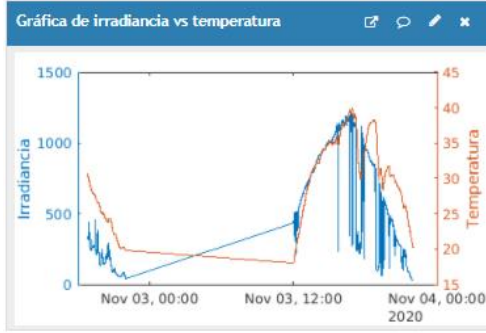 Gráfica de irradiancia vs temperatura
1500
1000
500
0
Irradiancia
45
40
35
30
25
20
15
Temperatura
Nov 03, 00:00
Nov 03, 12:00
Nov 04, 00:00
2020